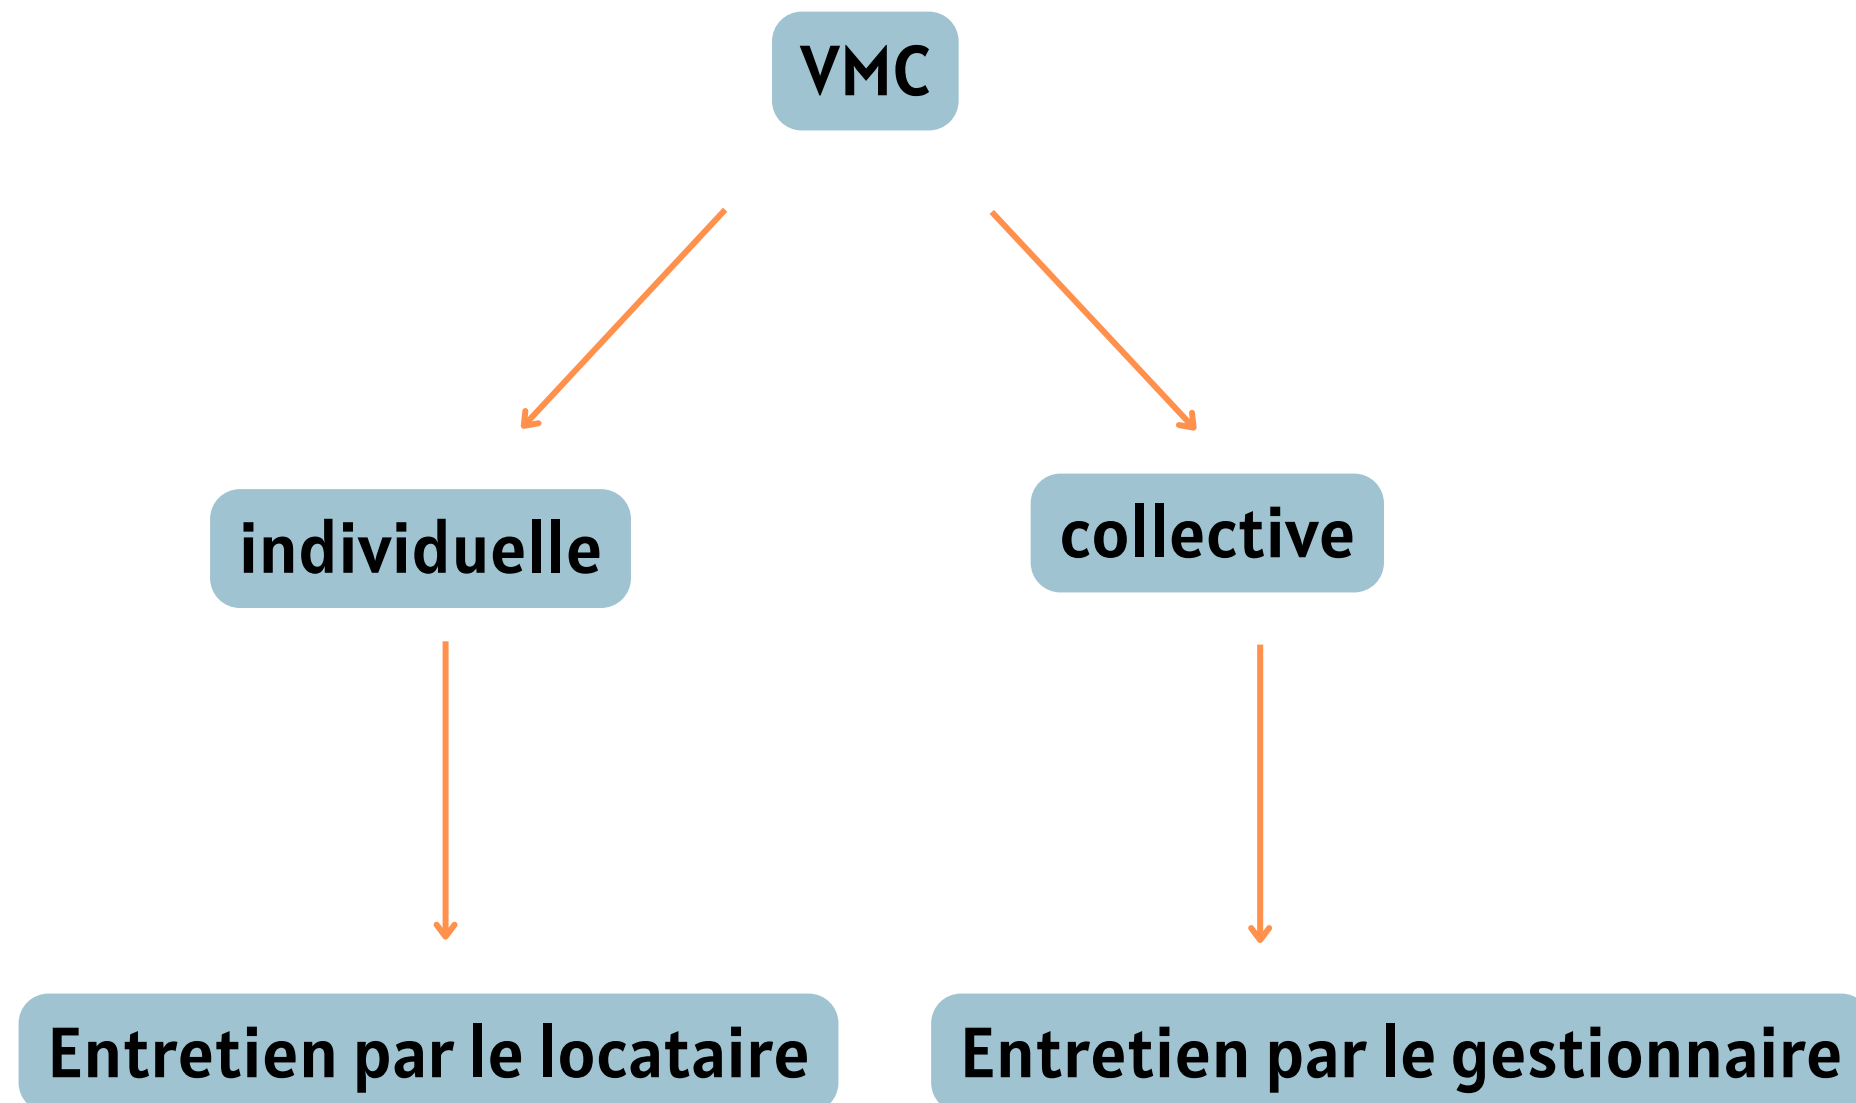 VMC
individuelle
collective
Entretien par le locataire
Entretien par le gestionnaire